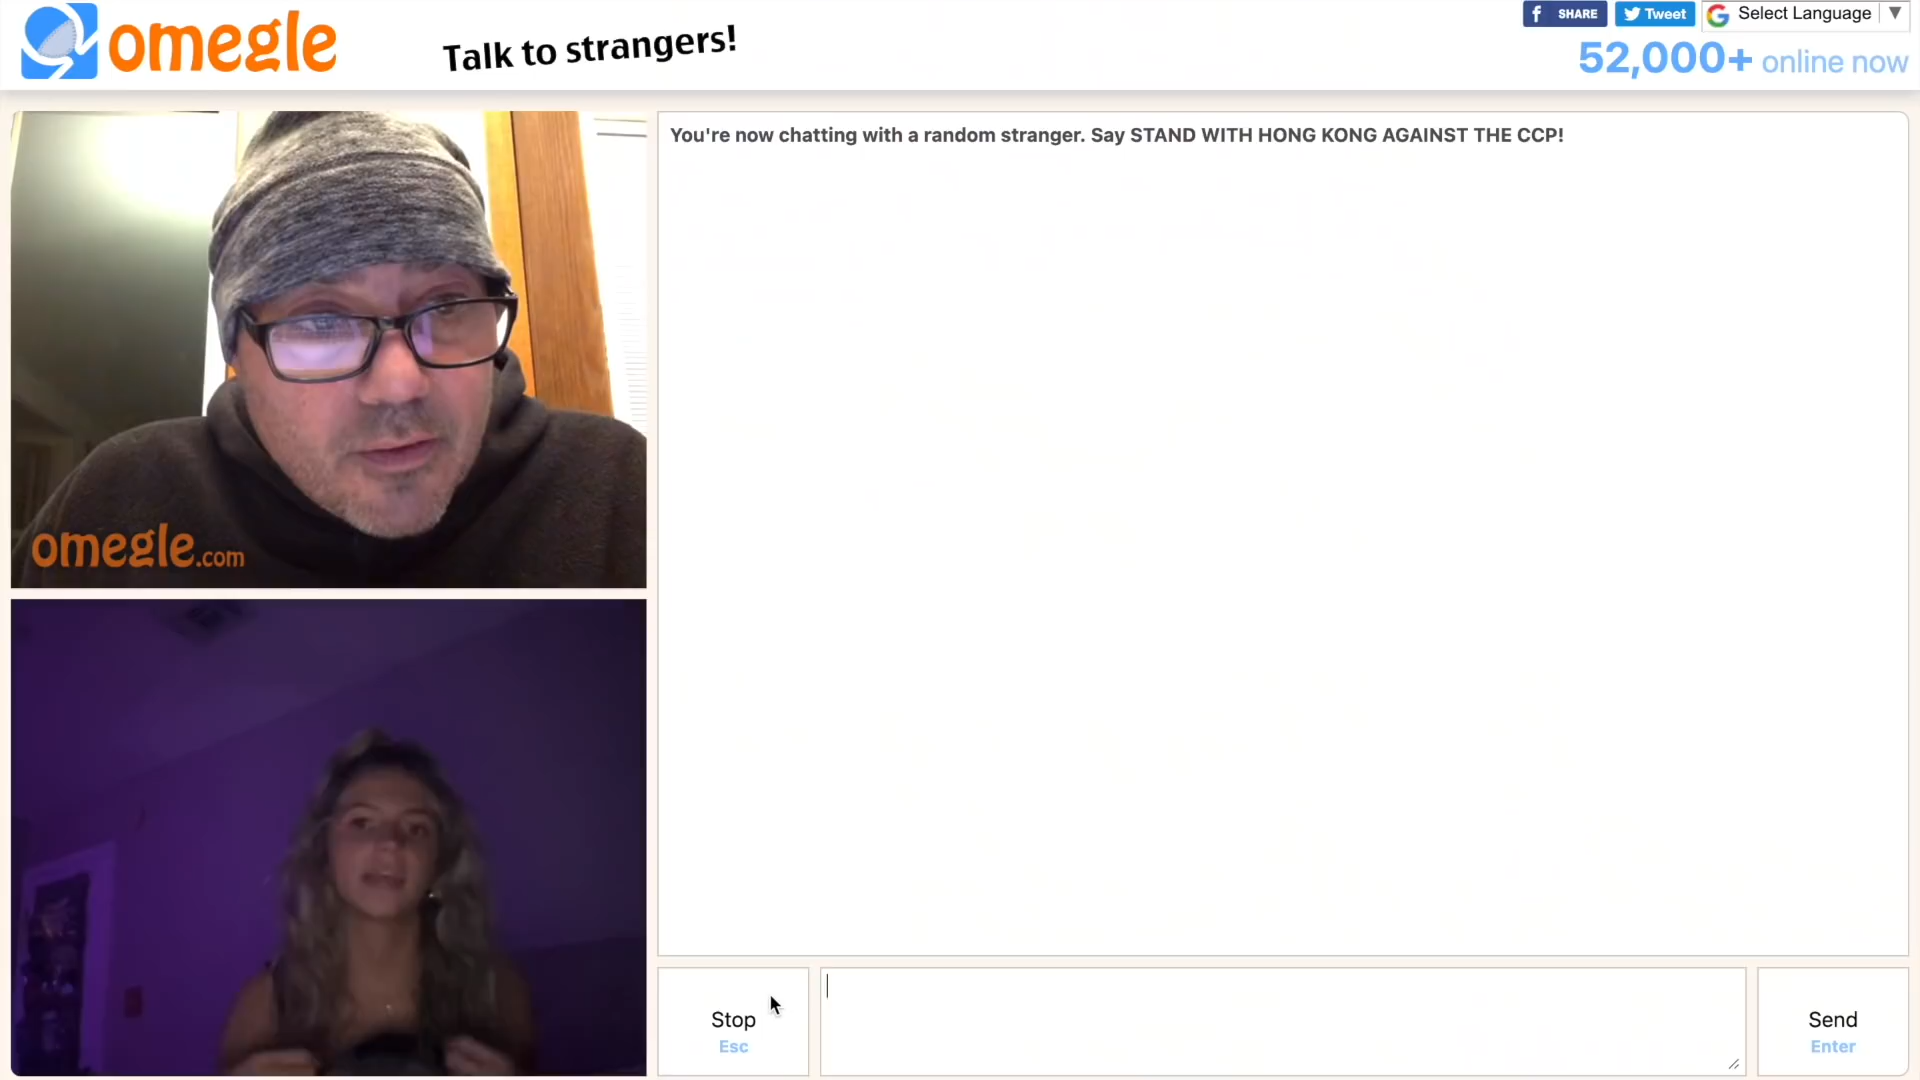 omegle
Talk to strangers!
SHARE
Tweet
G Select Language ▼
52,000+ online now
You're now chatting with a random stranger. Say STAND WITH HONG KONG AGAINST THE CCP!
omegle.com
Stop
Esc
Send
Enter